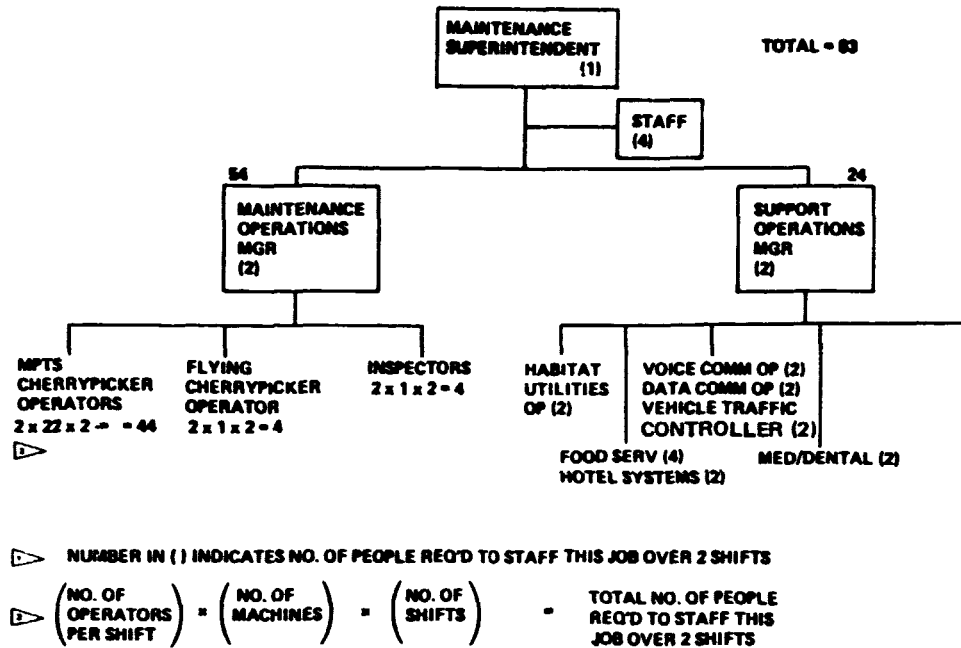 MAINTENANCE
SUPERINTENDENT
(1)
TOTAL = 83
STAFF
(4)
54
MAINTENANCE
OPERATIONS
MGR
(2)
24
SUPPORT
OPERATIONS
MGR
(2)
MPTS
CHERRYPICKER
OPERATORS
2 x 22 x 2 = = 44
2
FLYING
CHERRYPICKER
OPERATOR
2 x 1 x 2 = 4
INSPECTORS
2 x 1 x 2 = 4
HABITAT
UTILITIES
OP (2)
VOICE COMM OP (2)
DATA COMM OP (2)
VEHICLE TRAFFIC
CONTROLLER (2)
FOOD SERV (4)
HOTEL SYSTEMS (2)
MED/DENTAL (2)
1 NUMBER IN ( ) INDICATES NO. OF PEOPLE REQ'D TO STAFF THIS JOB OVER 2 SHIFTS
2 (NO. OF OPERATORS PER SHIFT) x (NO. OF MACHINES) x (NO. OF SHIFTS) = TOTAL NO. OF PEOPLE
REQ'D TO STAFF THIS
JOB OVER 2 SHIFTS